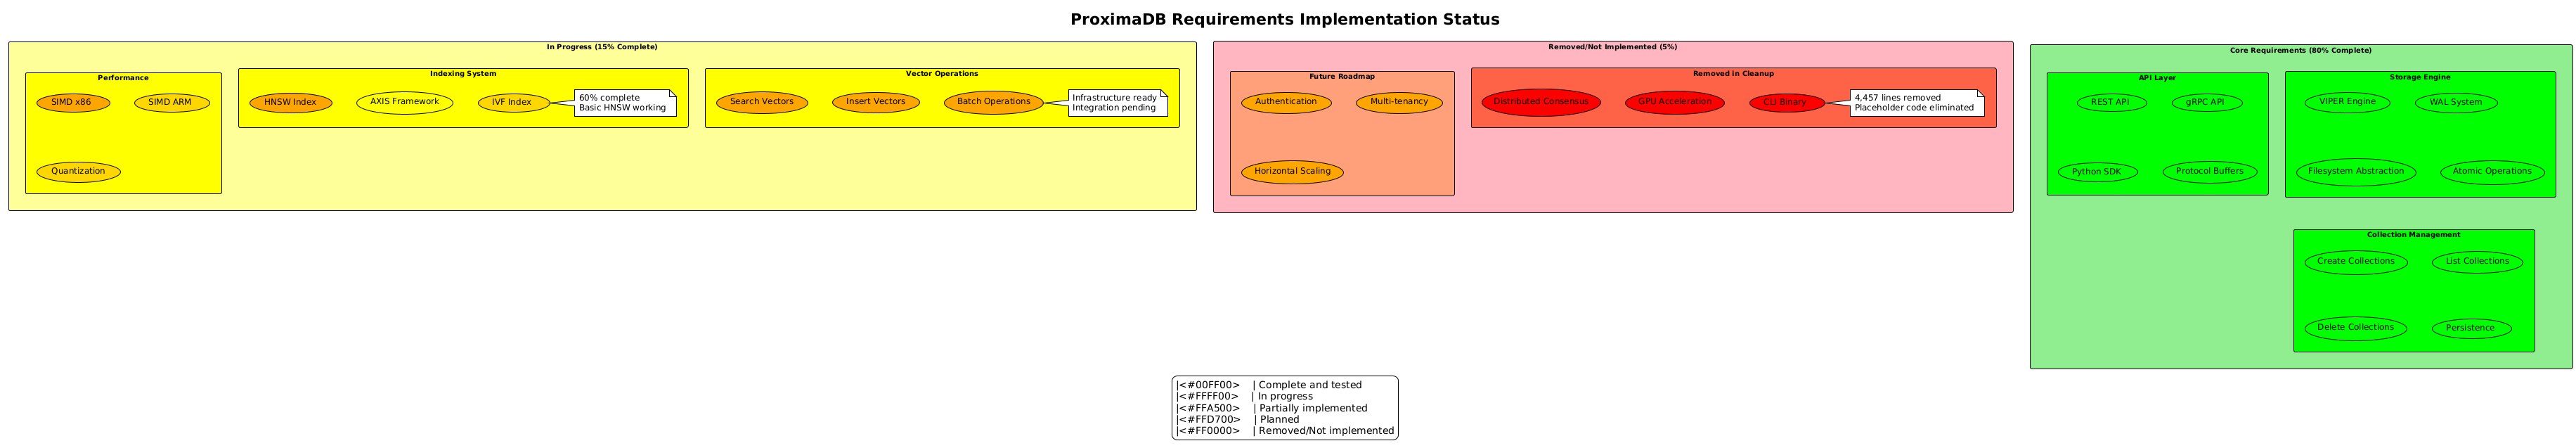 ProximaDB Requirements Implementation Status
In Progress (15% Complete)
Performance
SIMD x86
SIMD ARM
Quantization
Indexing System
HNSW Index
AXIS Framework
IVF Index
60% complete
Basic HNSW working
Vector Operations
Search Vectors
Insert Vectors
Batch Operations
Infrastructure ready
Integration pending
Removed/Not Implemented (5%)
Future Roadmap
Authentication
Multi-tenancy
Horizontal Scaling
Removed in Cleanup
Distributed Consensus
GPU Acceleration
CLI Binary
4,457 lines removed
Placeholder code eliminated
Core Requirements (80% Complete)
API Layer
REST API
gRPC API
Python SDK
Protocol Buffers
Storage Engine
VIPER Engine
WAL System
Filesystem Abstraction
Atomic Operations
Collection Management
Create Collections
List Collections
Delete Collections
Persistence
|<#00FF00> | Complete and tested
|<#FFFF00> | In progress
|<#FFA500> | Partially implemented
|<#FFD700> | Planned
|<#FF0000> | Removed/Not implemented